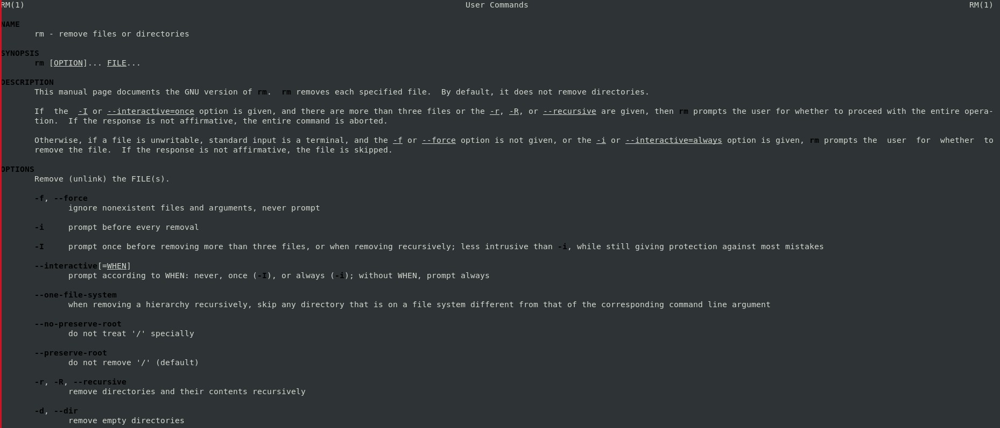 RM(1) User Commands RM(1)
NAME
rm - remove files or directories
SYNOPSIS
rm [OPTION]... FILE...
DESCRIPTION
This manual page documents the GNU version of rm.  rm removes each specified file.  By default, it does not remove directories.
If  the  -I or --interactive=once option is given, and there are more than three files or the -r, -R, or --recursive are given, then rm prompts the user for whether to proceed with the entire opera-
tion.  If the response is not affirmative, the entire command is aborted.
Otherwise, if a file is unwritable, standard input is a terminal, and the -f or --force option is not given, or the -i or --interactive=always option is given, rm prompts the  user  for  whether  to
remove the file.  If the response is not affirmative, the file is skipped.
OPTIONS
Remove (unlink) the FILE(s).
-f, --force
ignore nonexistent files and arguments, never prompt
-i     prompt before every removal
-I     prompt once before removing more than three files, or when removing recursively; less intrusive than -i, while still giving protection against most mistakes
--interactive[=WHEN]
prompt according to WHEN: never, once (-I), or always (-i); without WHEN, prompt always
--one-file-system
when removing a hierarchy recursively, skip any directory that is on a file system different from that of the corresponding command line argument
--no-preserve-root
do not treat '/' specially
--preserve-root
do not remove '/' (default)
-r, -R, --recursive
remove directories and their contents recursively
-d, --dir
remove empty directories